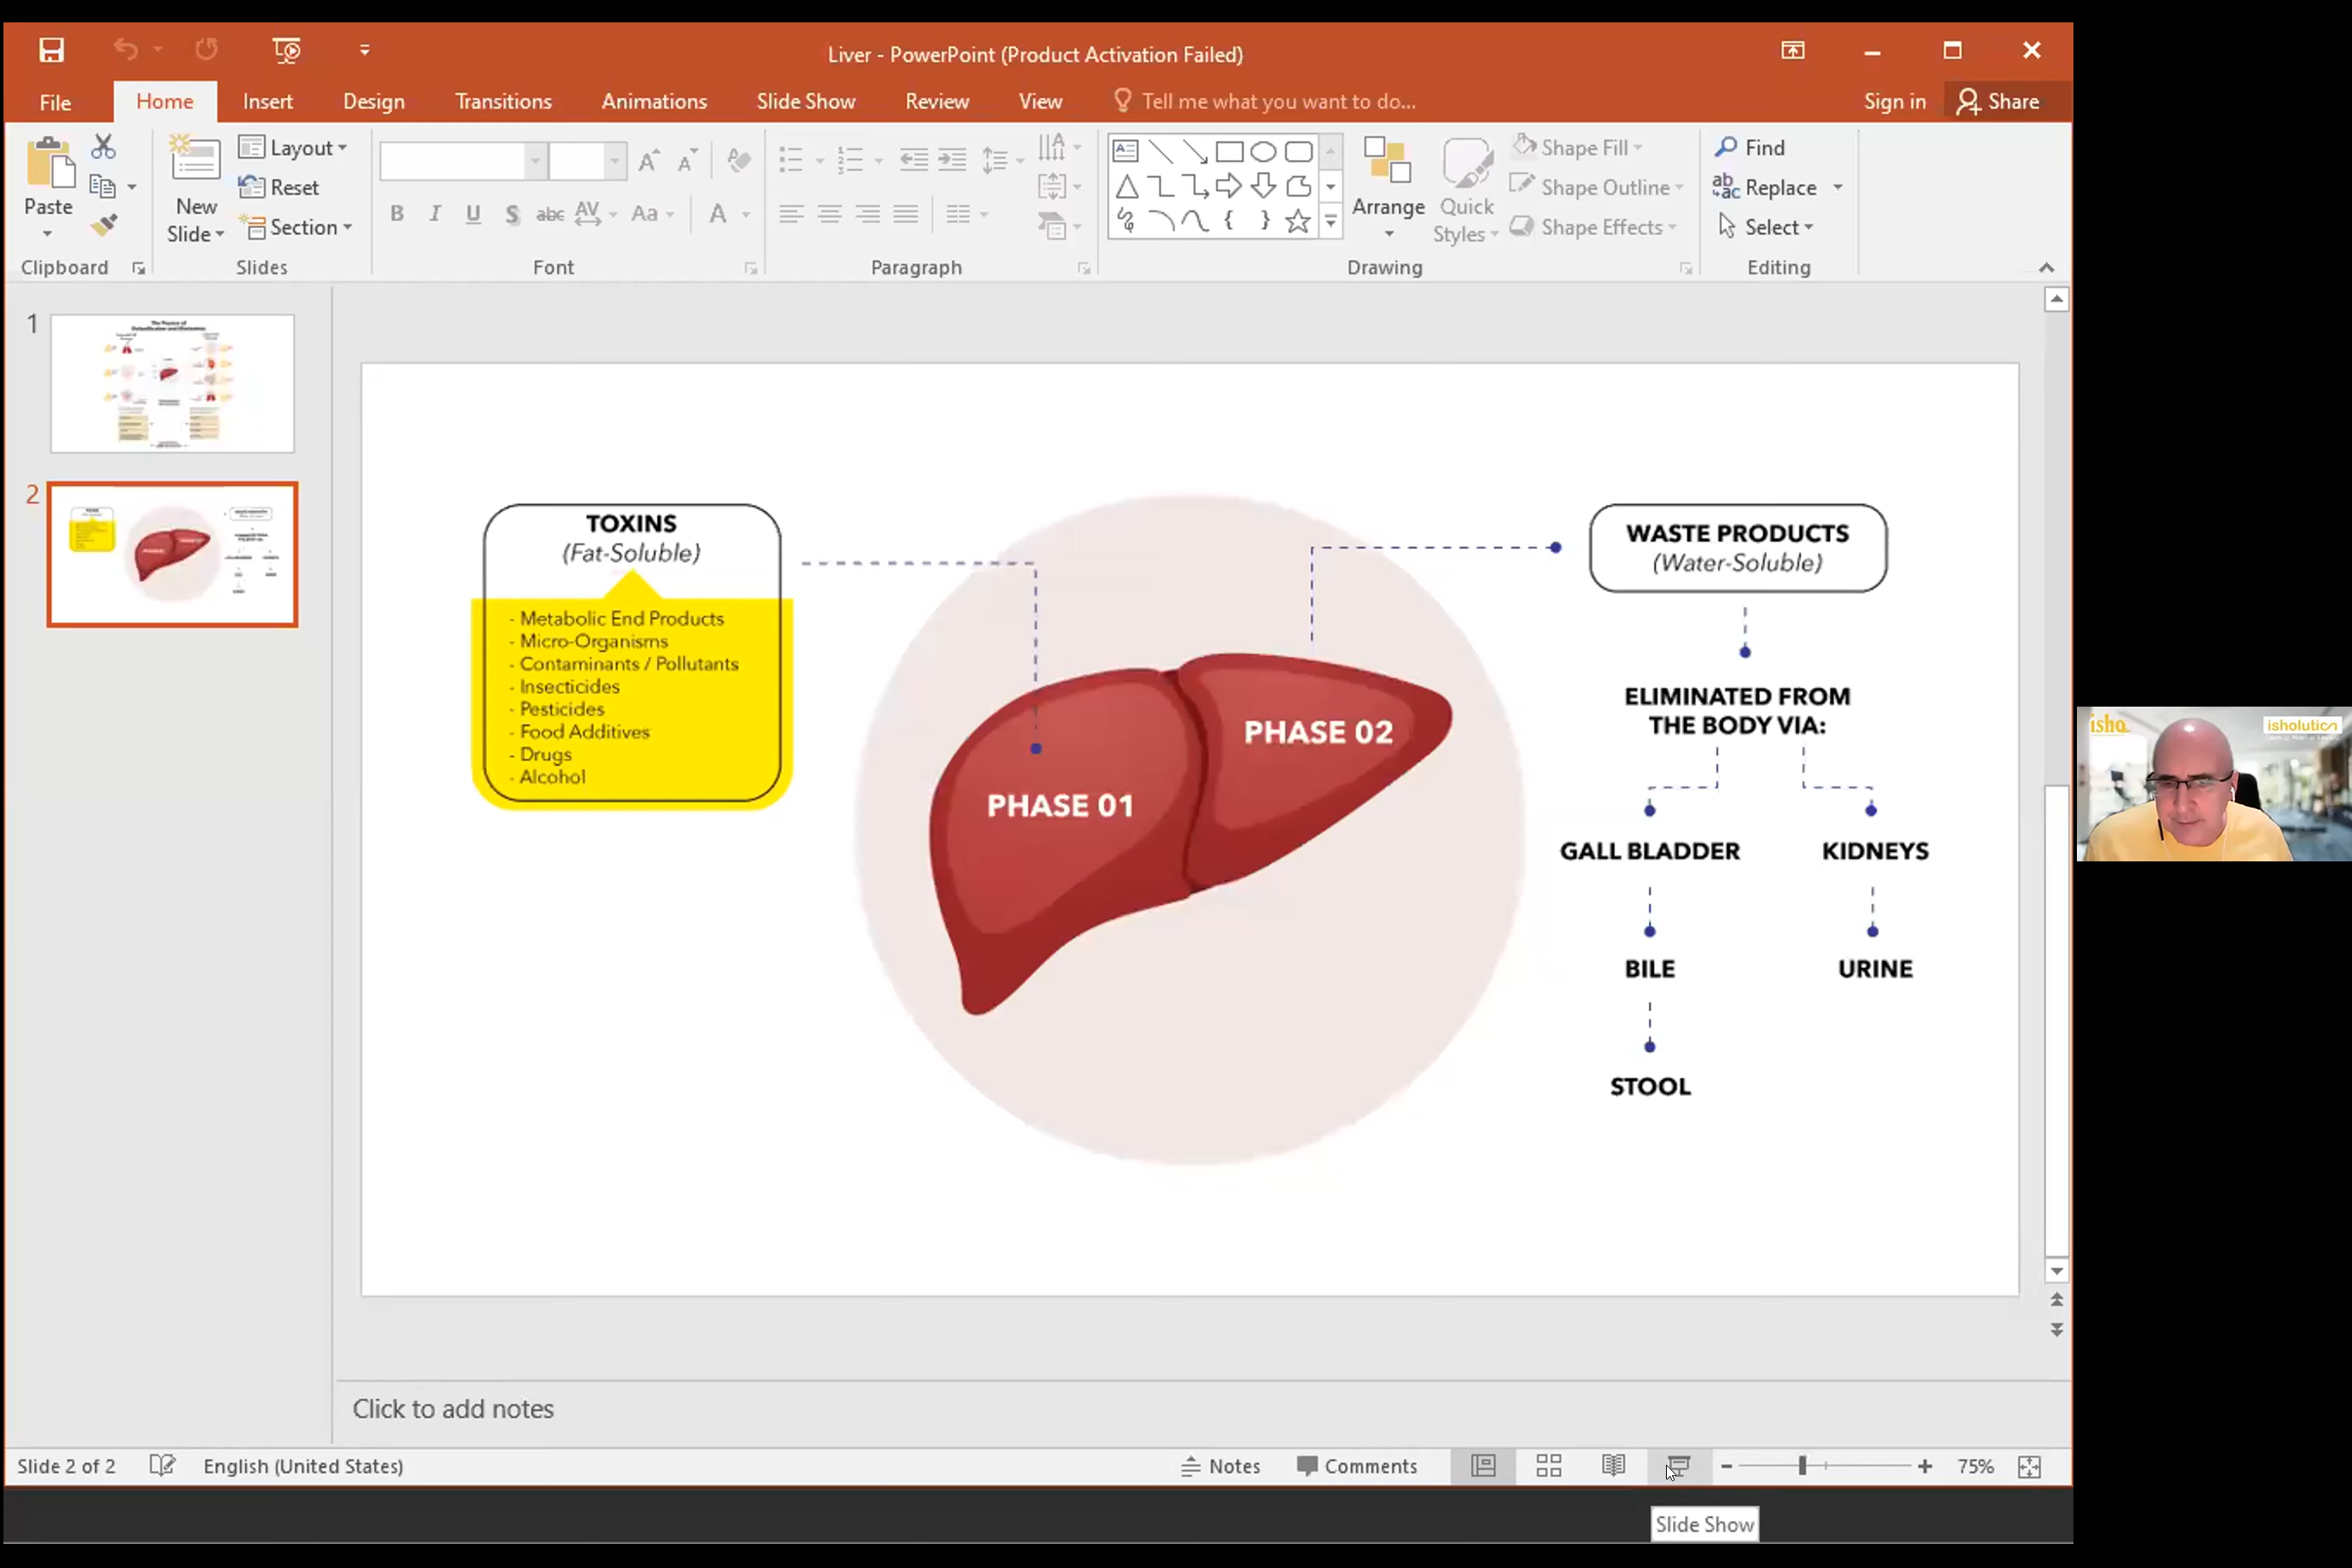 Liver - PowerPoint (Product Activation Failed)
File Home Insert Design Transitions Animations Slide Show Review View Tell me what you want to do... Sign in Share
Paste
New Slide
Layout
Reset
Section
B I U S abc AV Aa A
Arrange
Quick Styles
Shape Fill
Shape Outline
Shape Effects
Find
Replace
Select
Clipboard Slides Font Paragraph Drawing Editing
1
2
TOXINS
(Fat-Soluble)
- Metabolic End Products
- Micro-Organisms
- Contaminants / Pollutants
- Insecticides
- Pesticides
- Food Additives
- Drugs
- Alcohol
PHASE 01
PHASE 02
WASTE PRODUCTS
(Water-Soluble)
ELIMINATED FROM
THE BODY VIA:
GALL BLADDER
KIDNEYS
BILE
URINE
STOOL
isho
isholution
Click to add notes
Slide 2 of 2 English (United States) Notes Comments 75%
Slide Show